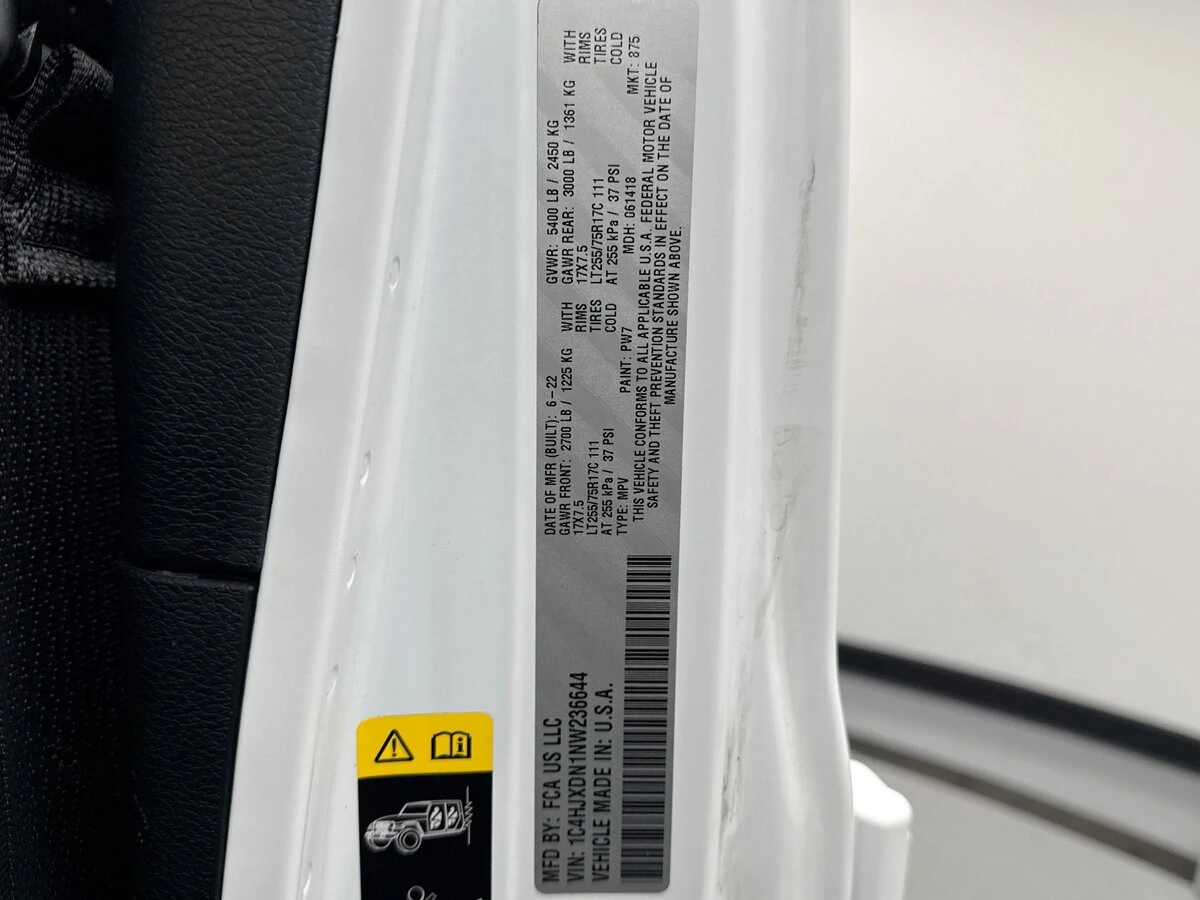 MFD BY: FCA US LLC
VIN: 1C4HJXDN1NW236644
VEHICLE MADE IN: U.S.A.
DATE OF MFR (BUILT): 6-22
GAWR FRONT: 2700 LB / 1225 KG WITH
17X7.5 RIMS
LT255/75R17C 111 TIRES
AT 255 kPa / 37 PSI COLD
GVWR: 5400 LB / 2450 KG
GAWR REAR: 3000 LB / 1361 KG WITH
17X7.5 RIMS
LT255/75R17C 111 TIRES
AT 255 kPa / 37 PSI COLD
TYPE: MPV PAINT: PW7 MDH: 061418 MKT: 875
THIS VEHICLE CONFORMS TO ALL APPLICABLE U.S.A. FEDERAL MOTOR VEHICLE
SAFETY AND THEFT PREVENTION STANDARDS IN EFFECT ON THE DATE OF
MANUFACTURE SHOWN ABOVE.